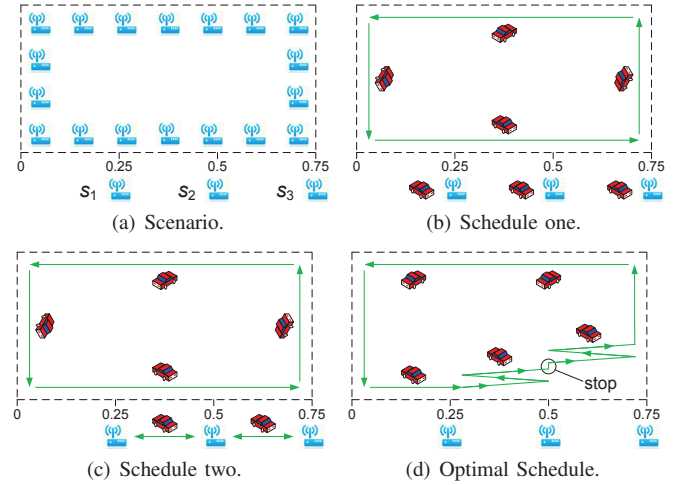 0 0.25 0.5 0.75
S1 S2 S3
(a) Scenario.
0 0.25 0.5 0.75
(b) Schedule one.
0 0.25 0.5 0.75
(c) Schedule two.
stop
0 0.25 0.5 0.75
(d) Optimal Schedule.